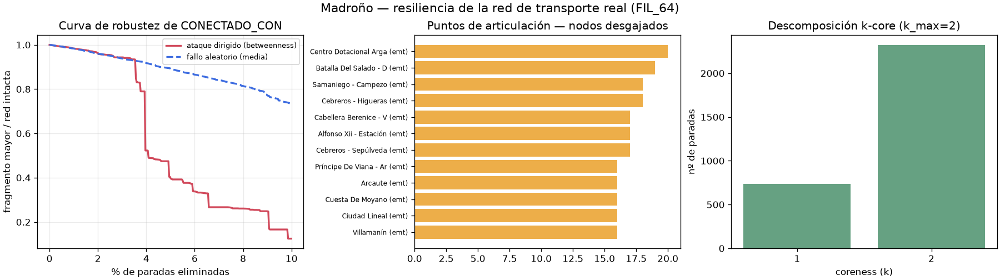 Madroño — resiliencia de la red de transporte real (FIL_64)
Curva de robustez de CONECTADO_CON
fragmento mayor / red intacta
1.0
0.8
0.6
0.4
0.2
ataque dirigido (betweenness)
fallo aleatorio (media)
0 2 4 6 8 10
% de paradas eliminadas
Puntos de articulación — nodos desgajados
Centro Dotacional Arga (emt)
Batalla Del Salado - D (emt)
Samaniego - Campezo (emt)
Cebreros - Higueras (emt)
Cabellera Berenice - V (emt)
Alfonso Xii - Estación (emt)
Cebreros - Sepúlveda (emt)
Príncipe De Viana - Ar (emt)
Arcaute (emt)
Cuesta De Moyano (emt)
Ciudad Lineal (emt)
Villamanín (emt)
0.0 2.5 5.0 7.5 10.0 12.5 15.0 17.5 20.0
Descomposición k-core (k_max=2)
nº de paradas
2000
1500
1000
500
0
1 2
coreness (k)